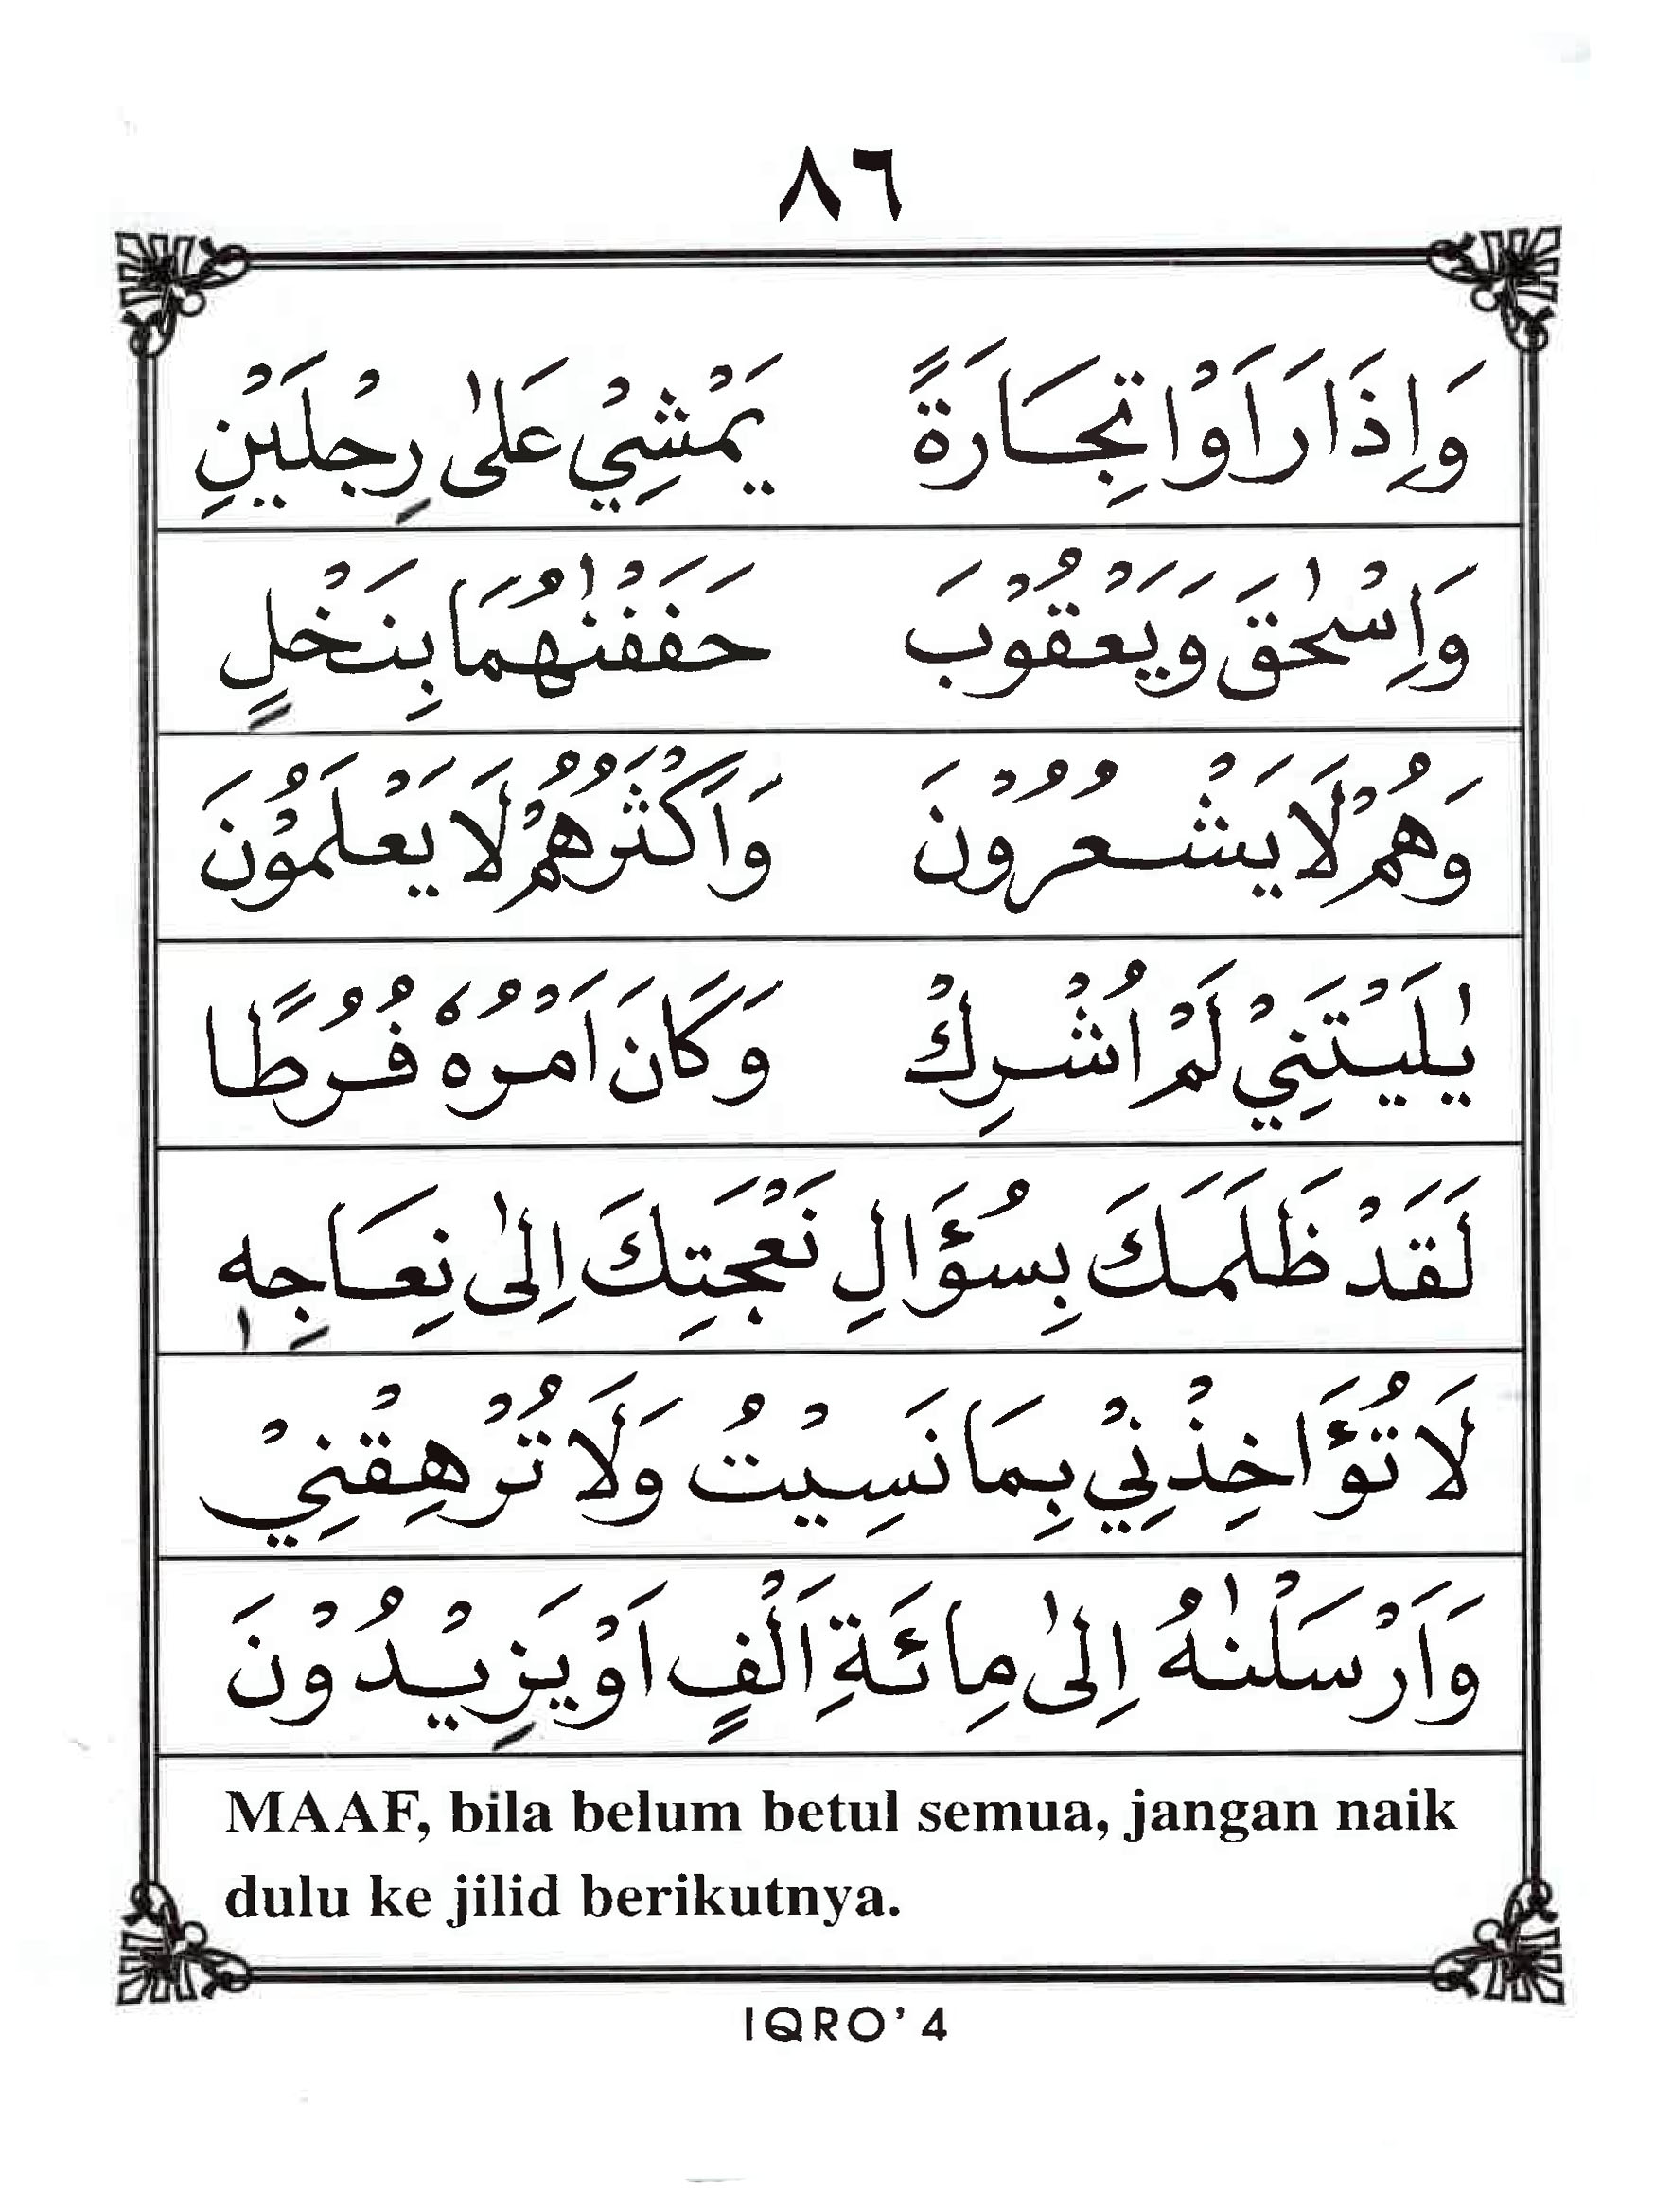 ٨٦
وَاِذَا رَاَوْا تِجَارَةً يَمْشِيْ عَلٰى رِجْلَيْنِ
وَاِسْحٰقَ وَيَعْقُوْبَ حَفَفْنٰهُمَا بِنَخْلٍ
وَهُمْ لَا يَشْعُرُوْنَ وَاَكْثَرُهُمْ لَا يَعْلَمُوْنَ
يٰلَيْتَنِيْ لَمْ اُشْرِكْ وَكَانَ اَمْرُهٗ فُرُطًا
لَقَدْ ظَلَمَكَ بِسُؤَالِ نَعْجَتِكَ اِلٰى نِعَاجِهٖ
لَا تُؤَاخِذْنِيْ بِمَا نَسِيْتُ وَلَا تُرْهِقْنِيْ
وَاَرْسَلْنٰهُ اِلٰى مِائَةِ اَلْفٍ اَوْ يَزِيْدُوْنَ
MAAF, bila belum betul semua, jangan naik
dulu ke jilid berikutnya.
IQRO' 4